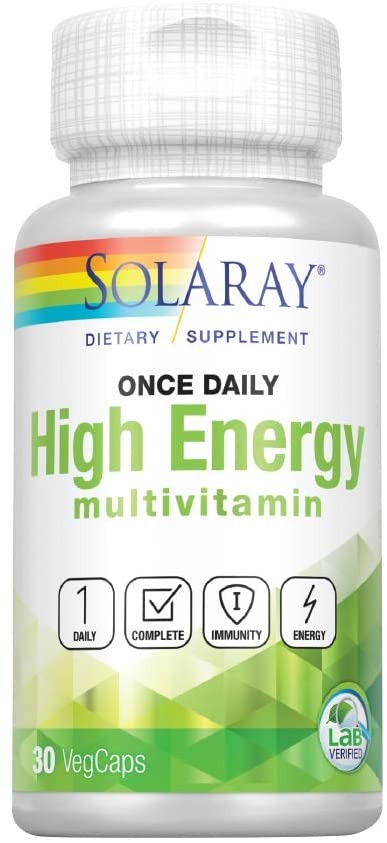 SOLARAY®
DIETARY SUPPLEMENT
ONCE DAILY
High Energy
multivitamin
1
DAILY
COMPLETE
I
IMMUNITY
ENERGY
30 VegCaps
Lab
VERIFIED